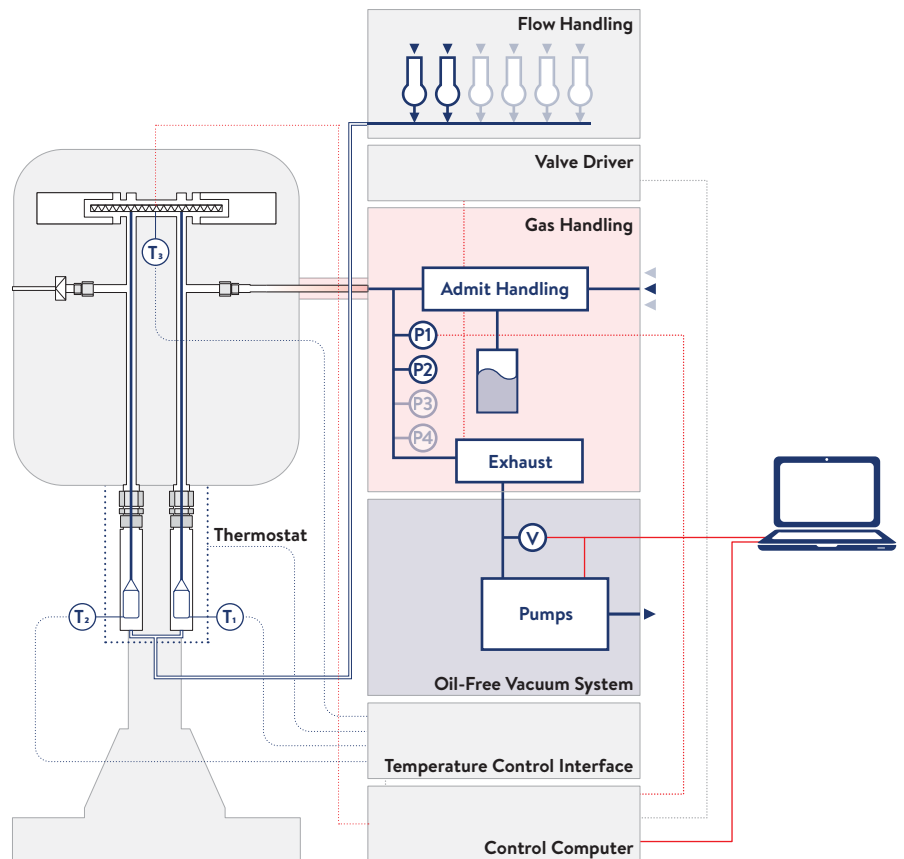 Flow Handling
Valve Driver
Gas Handling
T₃
Admit Handling
P1
P2
P3
P4
Exhaust
Thermostat
V
T₂
T₁
Pumps
Oil-Free Vacuum System
Temperature Control Interface
Control Computer